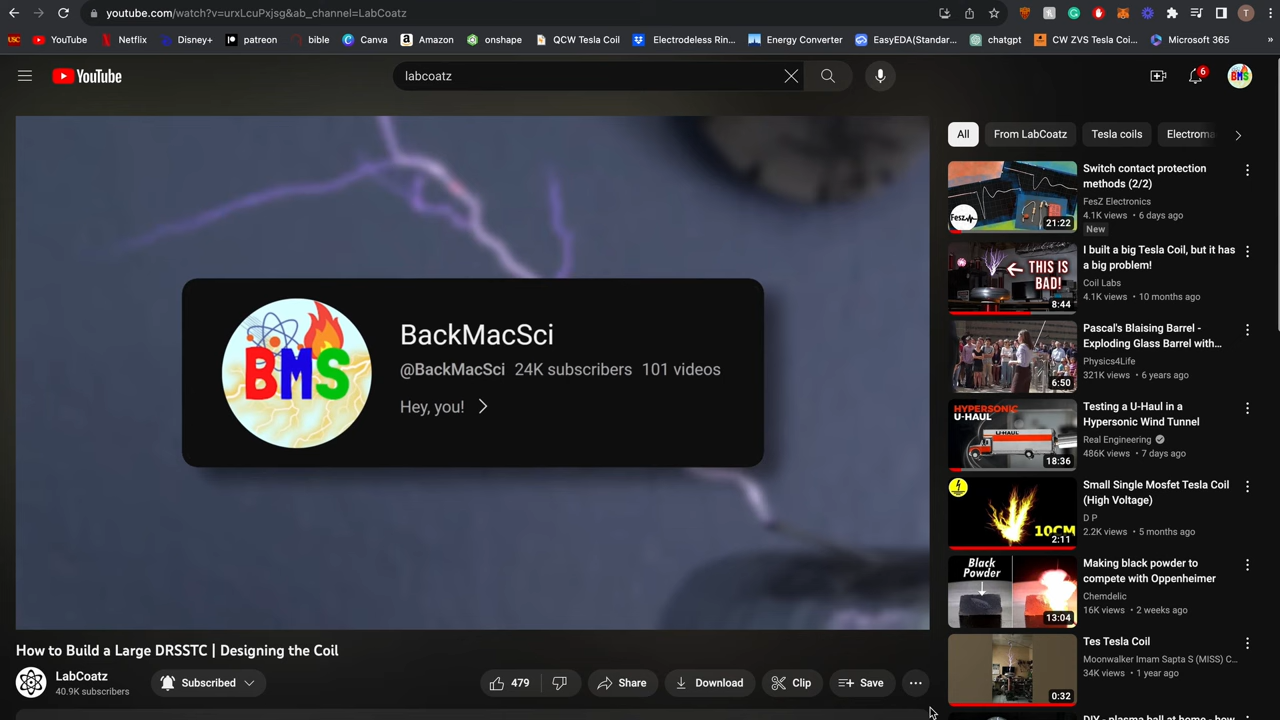 youtube.com/watch?v=urxLcuPxjsg&ab_channel=LabCoatz
USC YouTube Netflix Disney+ patreon bible Canva Amazon onshape QCW Tesla Coil Electrodeless Rin... Energy Converter EasyEDA(Standar... chatgpt CW ZVS Tesla Coi... Microsoft 365 »
YouTube
labcoatz
6
BMS
BMS
BackMacSci
@BackMacSci 24K subscribers 101 videos
Hey, you!
How to Build a Large DRSSTC | Designing the Coil
LabCoatz
40.9K subscribers
Subscribed
479
Share
Download
Clip
Save
All From LabCoatz Tesla coils Electroma
Fesz
21:22
Switch contact protection
methods (2/2)
FesZ Electronics
4.1K views • 6 days ago
New
THIS IS
BAD!
8:44
I built a big Tesla Coil, but it has
a big problem!
Coil Labs
4.1K views • 10 months ago
6:50
Pascal's Blaising Barrel -
Exploding Glass Barrel with...
Physics4Life
321K views • 6 years ago
HYPERSONIC
U-HAUL
U-HAUL
18:36
Testing a U-Haul in a
Hypersonic Wind Tunnel
Real Engineering
486K views • 7 days ago
10CM
2:11
Small Single Mosfet Tesla Coil
(High Voltage)
D P
2.2K views • 5 months ago
Black
Powder
13:04
Making black powder to
compete with Oppenheimer
Chemdelic
16K views • 2 weeks ago
0:32
Tes Tesla Coil
Moonwalker Imam Sapta S (MISS) C...
34K views • 1 year ago
DIY - plasma ball at home - how